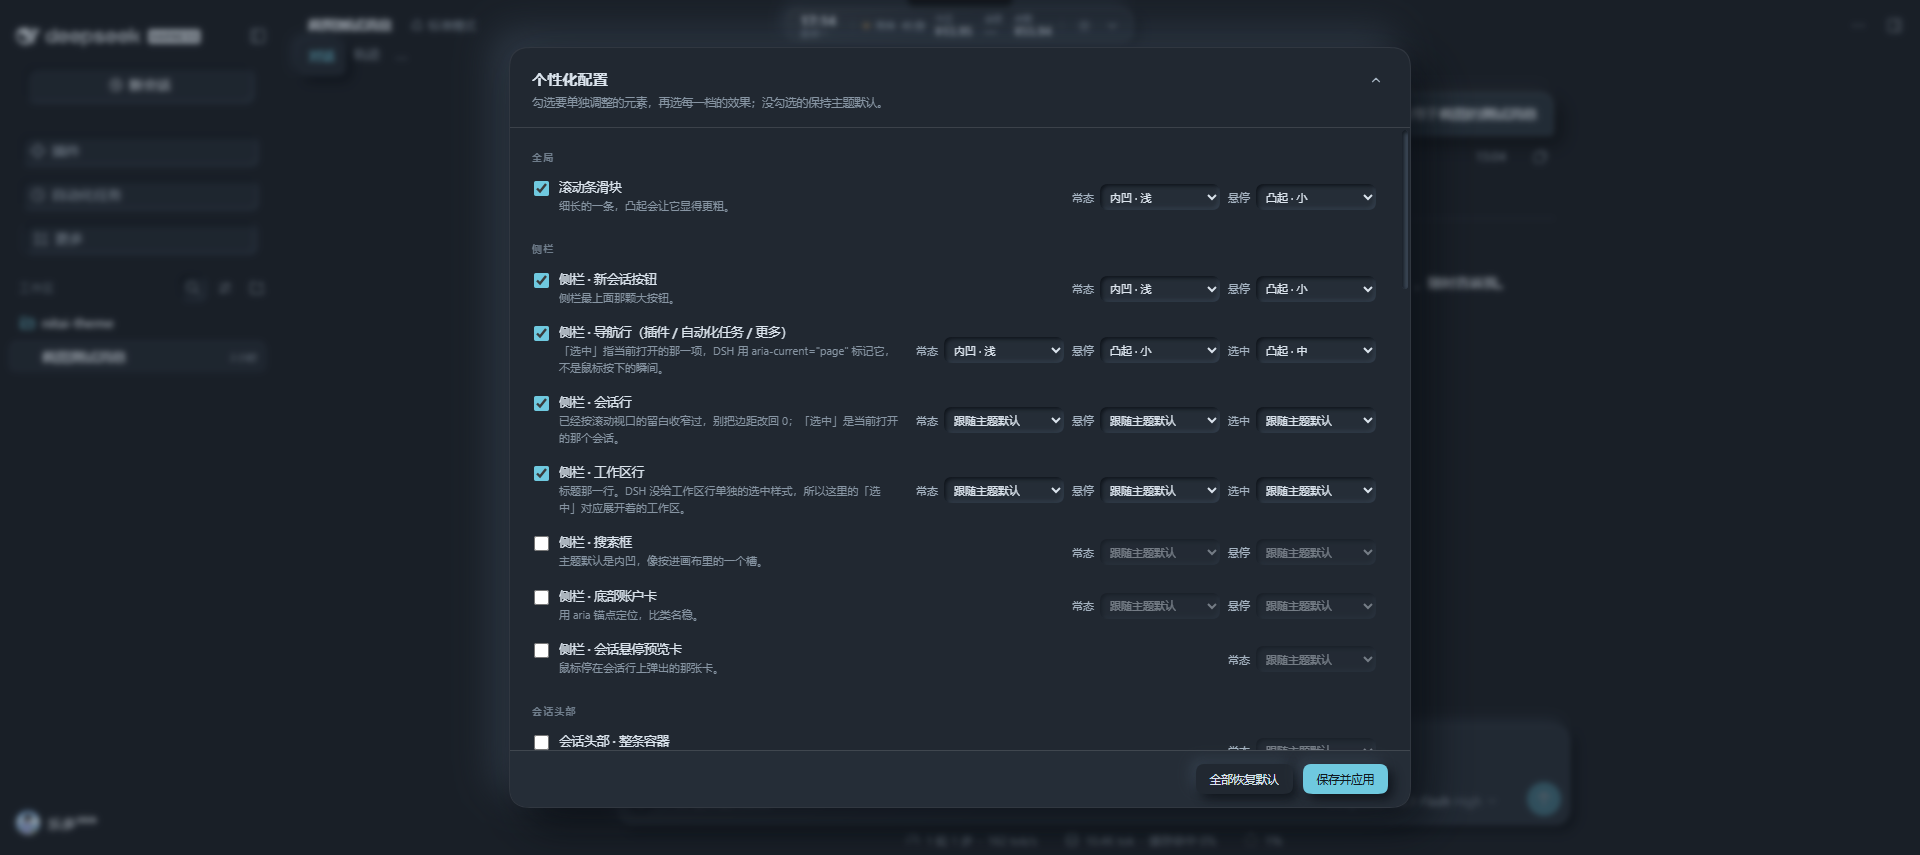 deepseek
个性化配置
勾选要单独调整的元素，再选每一档的效果；没勾选的保持主题默认。
全局
滚动条滑块
细长的一条，凸起会让它显得更粗。
常态 内凹 · 浅 悬停 凸起 · 小
侧栏
侧栏 · 新会话按钮
侧栏最上面那颗大按钮。
常态 内凹 · 浅 悬停 凸起 · 小
侧栏 · 导航行（插件 / 自动化任务 / 更多）
「选中」指当前打开的那一项，DSH 用 aria-current="page" 标记它，
不是鼠标按下的瞬间。
常态 内凹 · 浅 悬停 凸起 · 小 选中 凸起 · 中
侧栏 · 会话行
已经按滚动视口的留白收窄过，别把边距改回 0；「选中」是当前打开
的那个会话。
常态 跟随主题默认 悬停 跟随主题默认 选中 跟随主题默认
侧栏 · 工作区行
标题那一行。DSH 没给工作区行单独的选中样式，所以这里的「选
中」对应展开着的工作区。
常态 跟随主题默认 悬停 跟随主题默认 选中 跟随主题默认
侧栏 · 搜索框
主题默认是内凹，像按进画布里的一个槽。
常态 跟随主题默认 悬停 跟随主题默认
侧栏 · 底部账户卡
用 aria 锚点定位，比类名稳。
常态 跟随主题默认 悬停 跟随主题默认
侧栏 · 会话悬停预览卡
鼠标停在会话行上弹出的那张卡。
常态 跟随主题默认
会话头部
会话头部 · 整条容器
常态 跟随主题默认
全部恢复默认
保存并应用